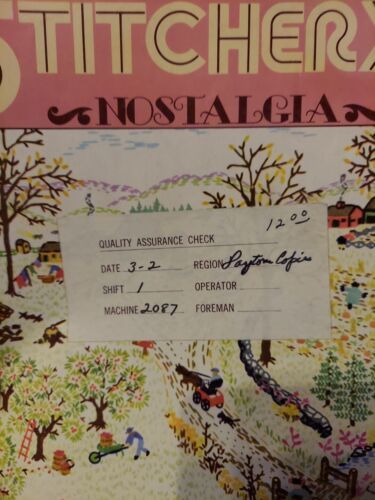 STITCHERY
NOSTALGIA
12.00
QUALITY ASSURANCE CHECK
DATE 3-2 REGION
SHIFT 1 OPERATOR
MACHINE 2087 FOREMAN